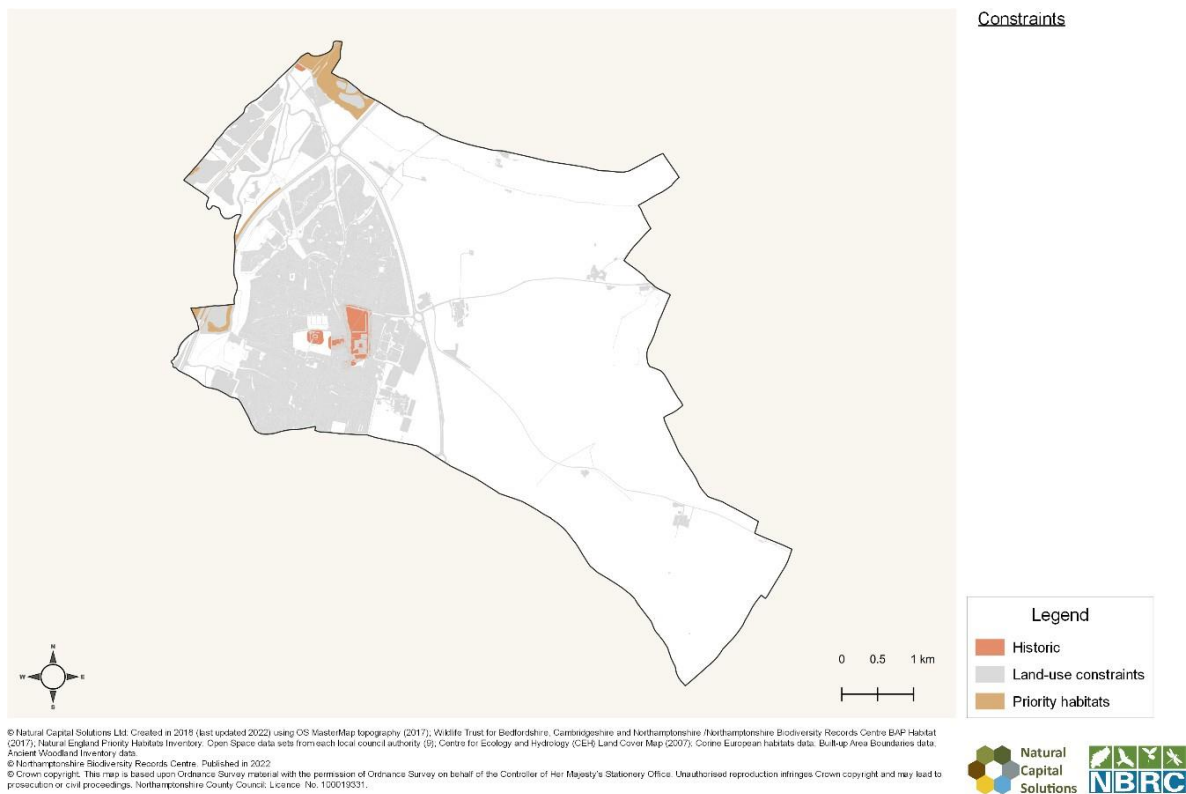 Constraints
N
W E
S
0 0.5 1 km
Legend
Historic
Land-use constraints
Priority habitats
© Natural Capital Solutions Ltd: Created in 2018 (last updated 2022) using OS MasterMap topography (2017); Wildlife Trust for Bedfordshire, Cambridgeshire and Northamptonshire /Northamptonshire Biodiversity Records Centre BAP Habitat
(2017); Natural England Priority Habitats Inventory; Open Space data sets from each local council authority (9); Centre for Ecology and Hydrology (CEH) Land Cover Map (2007); Corine European habitats data; Built-up Area Boundaries data;
Ancient Woodland Inventory data.
© Northamptonshire Biodiversity Records Centre. Published in 2022
© Crown copyright. This map is based upon Ordnance Survey material with the permission of Ordnance Survey on behalf of the Controller of Her Majesty's Stationery Office. Unauthorised reproduction infringes Crown copyright and may lead to
prosecution or civil proceedings. Northamptonshire County Council: Licence No. 100019331.
Natural
Capital
Solutions
NBRC